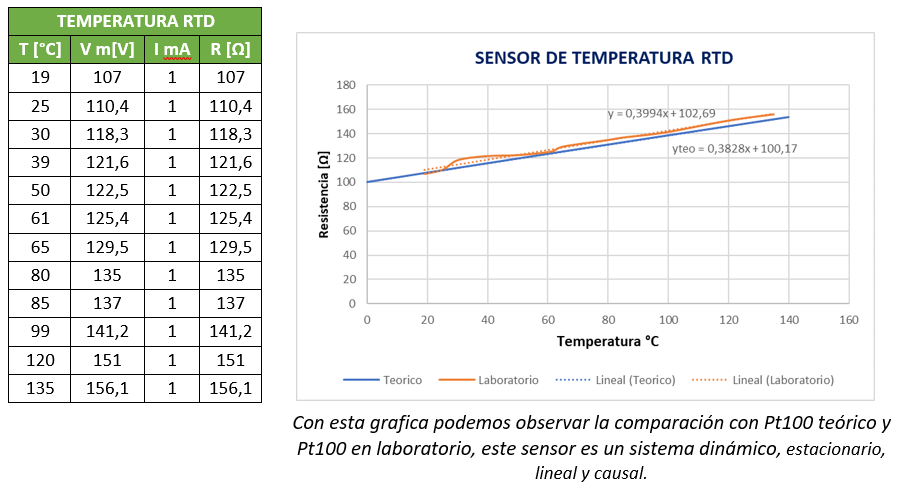 TEMPERATURA RTD
T [°C] V m[V] I mA R [Ω]
19 107 1 107
25 110,4 1 110,4
30 118,3 1 118,3
39 121,6 1 121,6
50 122,5 1 122,5
61 125,4 1 125,4
65 129,5 1 129,5
80 135 1 135
85 137 1 137
99 141,2 1 141,2
120 151 1 151
135 156,1 1 156,1
SENSOR DE TEMPERATURA RTD
Resistencia [Ω]
180
160
140
120
100
80
60
40
20
0
y = 0,3994x + 102,69
yteo = 0,3828x + 100,17
0 20 40 60 80 100 120 140 160
Temperatura °C
Teorico Laboratorio Lineal (Teorico) Lineal (Laboratorio)
Con esta grafica podemos observar la comparación con Pt100 teórico y
Pt100 en laboratorio, este sensor es un sistema dinámico, estacionario,
lineal y causal.